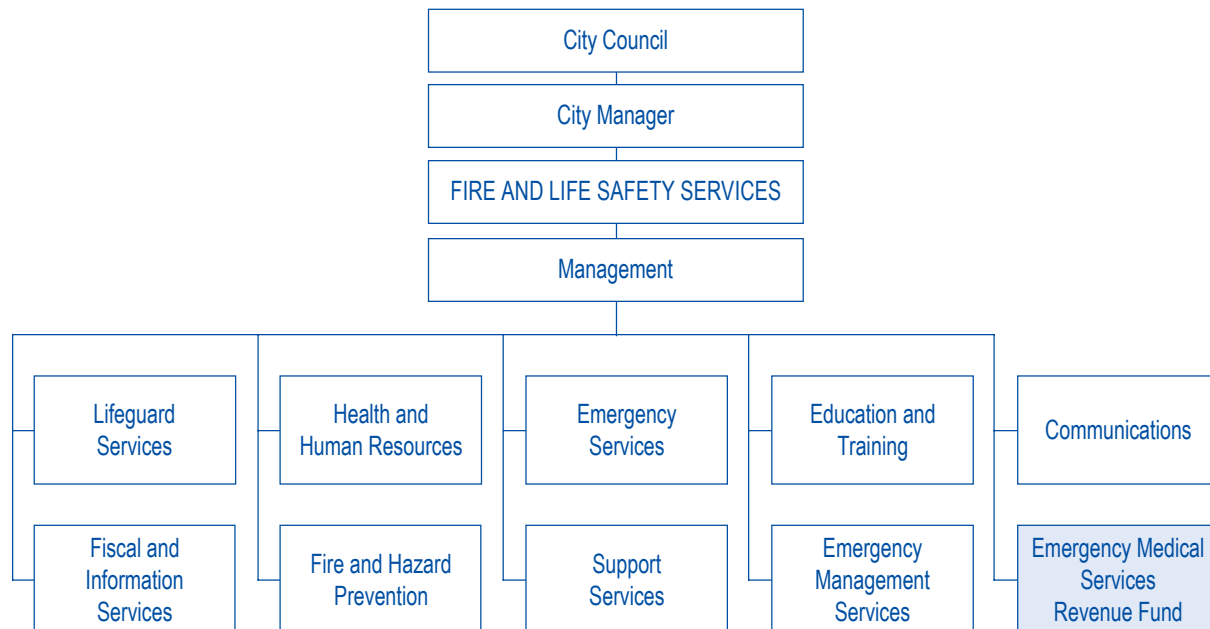 City Council
City Manager
FIRE AND LIFE SAFETY SERVICES
Management
Lifeguard
Services
Health and
Human Resources
Emergency
Services
Education and
Training
Communications
Fiscal and
Information
Services
Fire and Hazard
Prevention
Support
Services
Emergency
Management
Services
Emergency Medical
Services
Revenue Fund